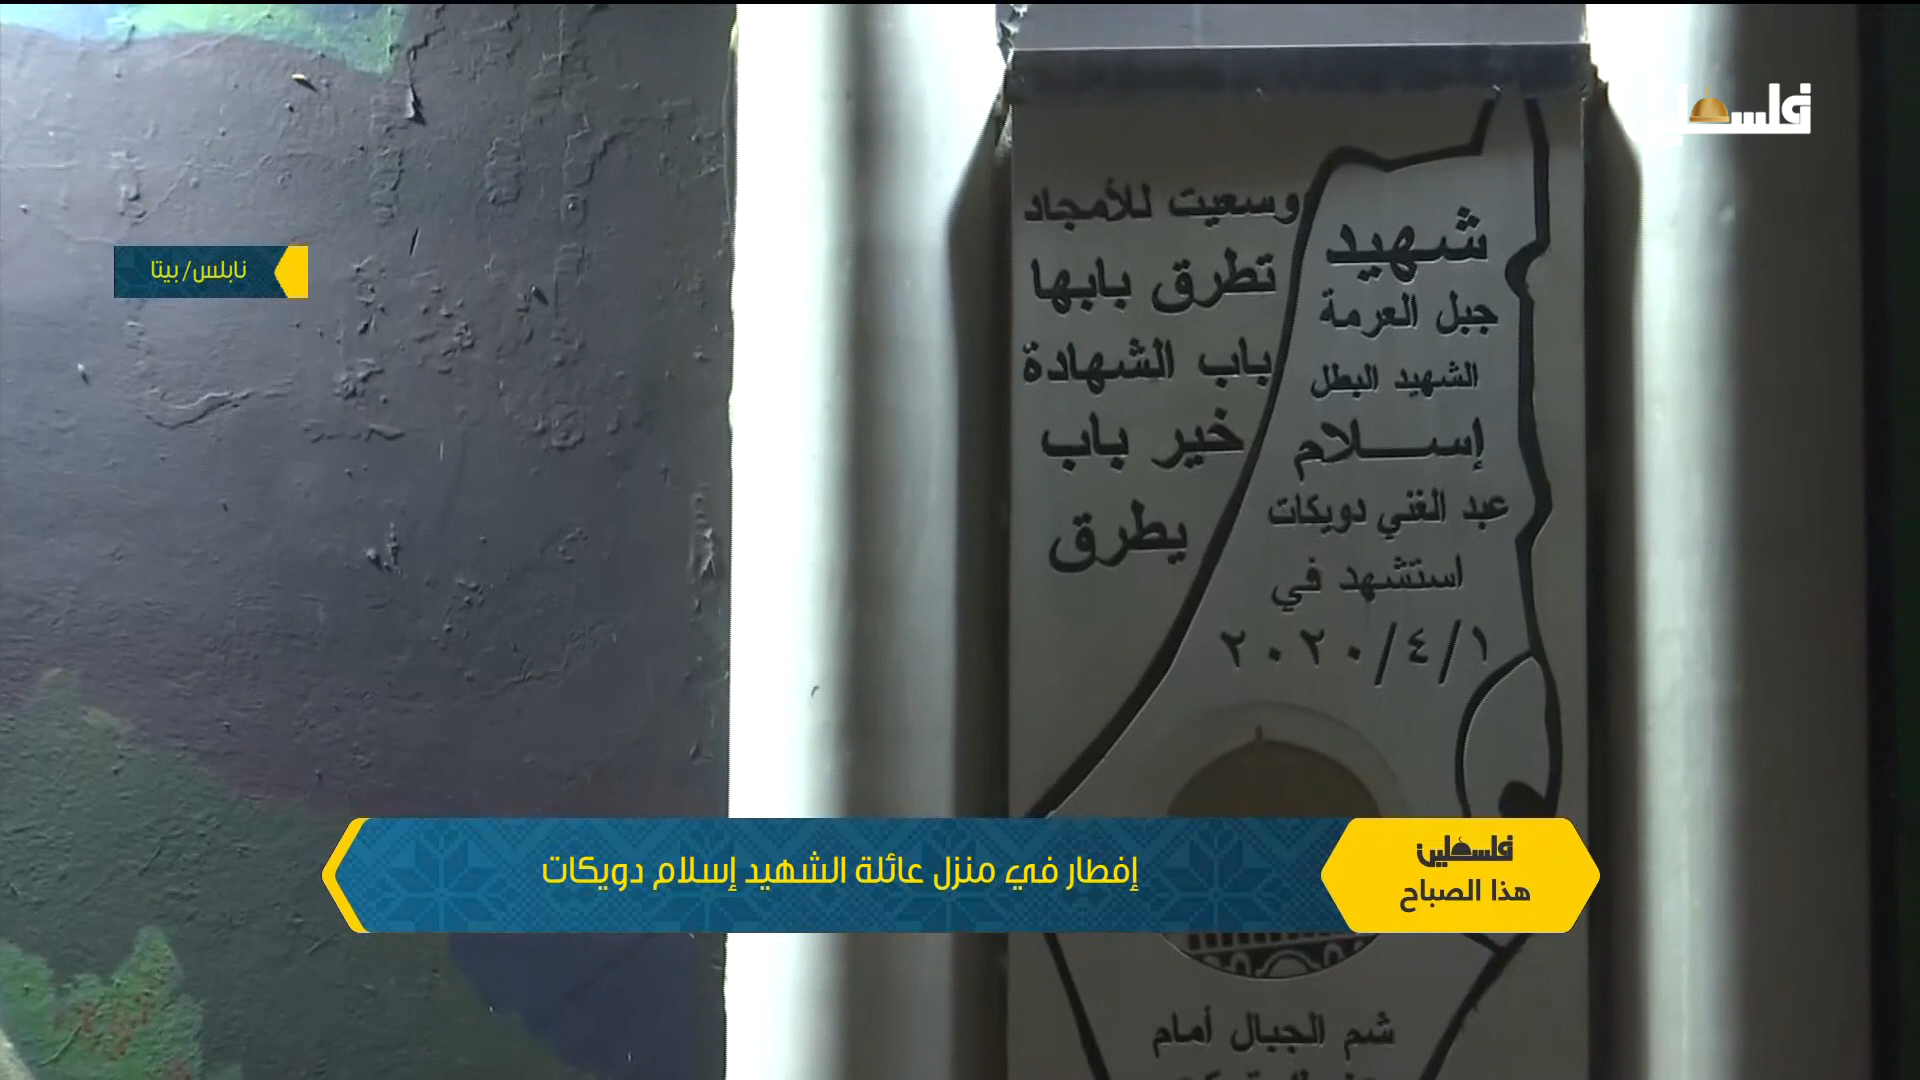 فلسطين
نابلس/بيتا
وسعيت للأمجاد
تطرق بابها
باب الشهادة
خير باب
يطرق
شهيد
جبل العرمة
الشهيد البطل
إسلام
عبد الغني دويكات
استشهد في
٢٠٢٠/٤/١
إفطار في منزل عائلة الشهيد إسلام دويكات
فلسطين
هذا الصباح
شم الجبال أمام